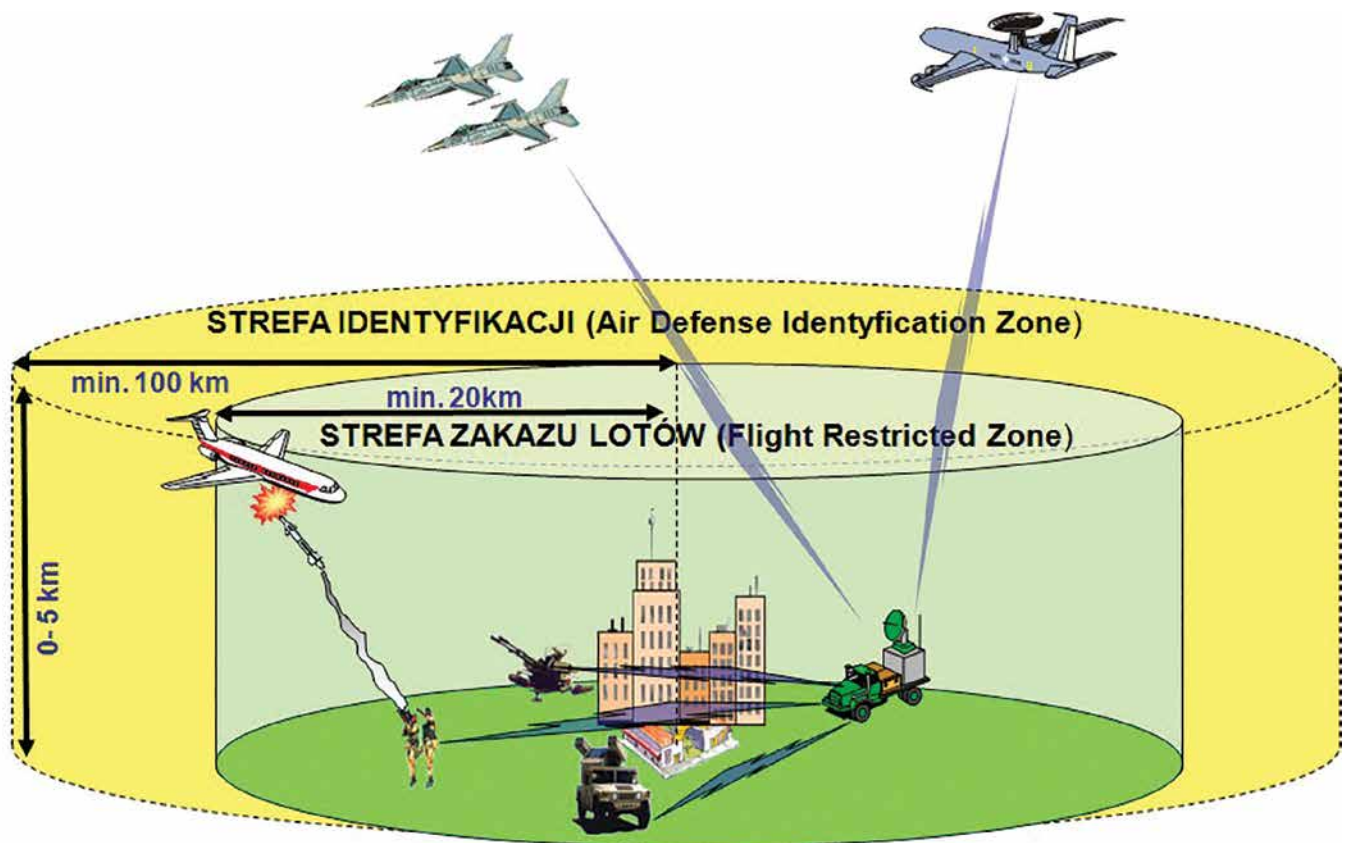 STREFA IDENTYFIKACJI (Air Defense Identyfication Zone)
min. 100 km
min. 20km
STREFA ZAKAZU LOTÓW (Flight Restricted Zone)
0- 5 km